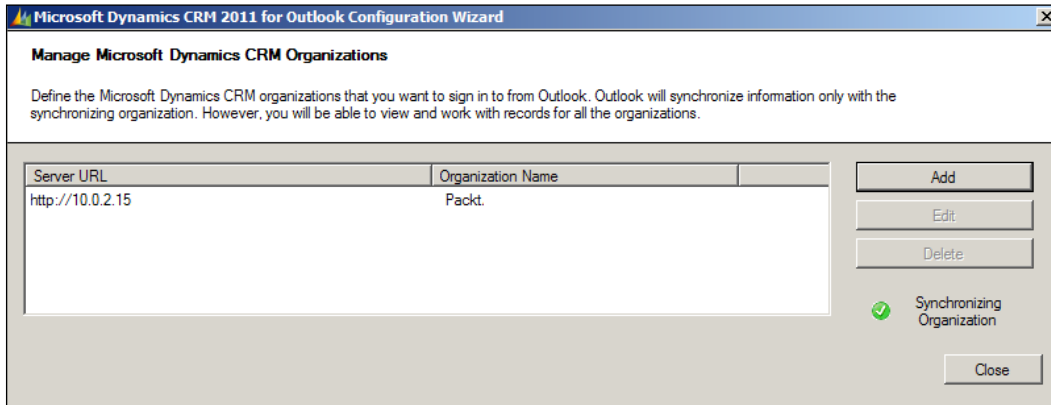 Microsoft Dynamics CRM 2011 for Outlook Configuration Wizard
Manage Microsoft Dynamics CRM Organizations
Define the Microsoft Dynamics CRM organizations that you want to sign in to from Outlook. Outlook will synchronize information only with the
synchronizing organization. However, you will be able to view and work with records for all the organizations.
Server URL Organization Name
http://10.0.2.15 Packt.
Add
Edit
Delete
Synchronizing
Organization
Close